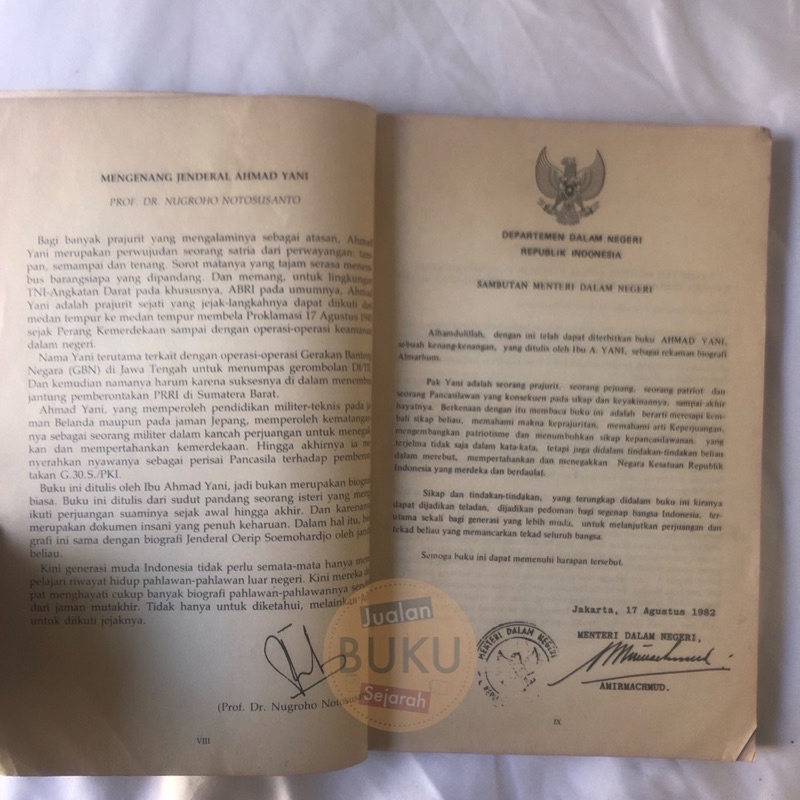 MENGENANG JENDERAL AHMAD YANI
PROF. DR. NUGROHO NOTOSUSANTO
Bagi banyak prajurit yang mengalaminya sebagai atasan, Ahmad
Yani merupakan perwujudan seorang satria dari perwayangan:
pan, semampai dan tenang. Sorot matanya yang tajam serasa
bus barangsiapa yang dipandang. Dan memang, untuk lingkungan
TNI-Angkatan Darat pada khususnya, ABRI pada umumnya, Ahmad
Yani adalah prajurit sejati yang jejak-langkahnya dapat diikuti
medan tempur ke medan tempur membela Proklamasi 17 Agustus
sejak Perang Kemerdekaan sampai dengan operasi-operasi
dalam negeri.
Nama Yani terutama terkait dengan operasi-operasi Gerakan Banteng
Negara (GBN) di Jawa Tengah untuk menumpas gerombolan DI/TII.
Dan kemudian namanya harum karena suksesnya di dalam
jantung pemberontakan PRRI di Sumatera Barat.
Ahmad Yani, yang memperoleh pendidikan militer-teknis pada
man Belanda maupun pada jaman Jepang, memperoleh
nya sebagai seorang militer dalam kancah perjuangan untuk
kan dan mempertahankan kemerdekaan. Hingga akhirnya ia
nyerahkan nyawanya sebagai perisai Pancasila terhadap
takan G.30.S./PKI.
Buku ini ditulis oleh Ibu Ahmad Yani, jadi bukan merupakan
biasa. Buku ini ditulis dari sudut pandang seorang isteri yang
ikuti perjuangan suaminya sejak awal hingga akhir. Dan
merupakan dokumen insani yang penuh keharuan. Dalam hal itu,
grafi ini sama dengan biografi Jenderal Oerip Soemohardjo oleh
beliau.
Kini generasi muda Indonesia tidak perlu semata-mata hanya
pelajari riwayat hidup pahlawan-pahlawan luar negeri. Kini mereka
pat menghayati cukup banyak biografi pahlawan-pahlawannya
dari jaman mutakhir. Tidak hanya untuk diketahui, melainkan
untuk diikuti jejaknya.
(Prof. Dr. Nugroho
VIII
DEPARTEMEN DALAM NEGERI
REPUBLIK INDONESIA
SAMBUTAN MENTERI DALAM NEGERI
Alhamdulillah, dengan ini telah dapat diterbitkan buku AHMAD YANI,
sebuah kenang-kenangan, yang ditulis oleh Ibu A. YANI, sebagai rekaman biografi
Almarhum.
Pak Yani adalah seorang prajurit, seorang pejuang, seorang patriot dan
seorang Pancasilawan yang konsekuen pada sikap dan keyakinannya, sampai akhir
hayatnya. Berkenaan dengan itu membaca buku ini adalah berarti meresapi kem-
bali sikap beliau, memahami makna keprajuritan, memahami arti Keperjuangan,
mengembangkan patriotisme dan menumbuhkan sikap kepancasilawanan, yang
terjelma tidak saja dalam kata-kata, tetapi juga didalam tindakan-tindakan beliau
dalam merebut, mempertahankan dan menegakkan Negara Kesatuan Republik
Indonesia yang merdeka dan berdaulat.
Sikap dan tindakan-tindakan, yang terungkap didalam buku ini kiranya
dapat dijadikan teladan, dijadikan pedoman bagi segenap bangsa Indonesia, ter-
utama sekali bagi generasi yang lebih muda, untuk melanjutkan perjuangan dan
tekad beliau yang memancarkan tekad seluruh bangsa.
Semoga buku ini dapat memenuhi harapan tersebut.
Jakarta, 17 Agustus 1982
MENTERI DALAM NEGERI,
MENTERI DALAM NEGERI
AMIRMACHMUD.
IX
Jualan
BUKU
Sejarah